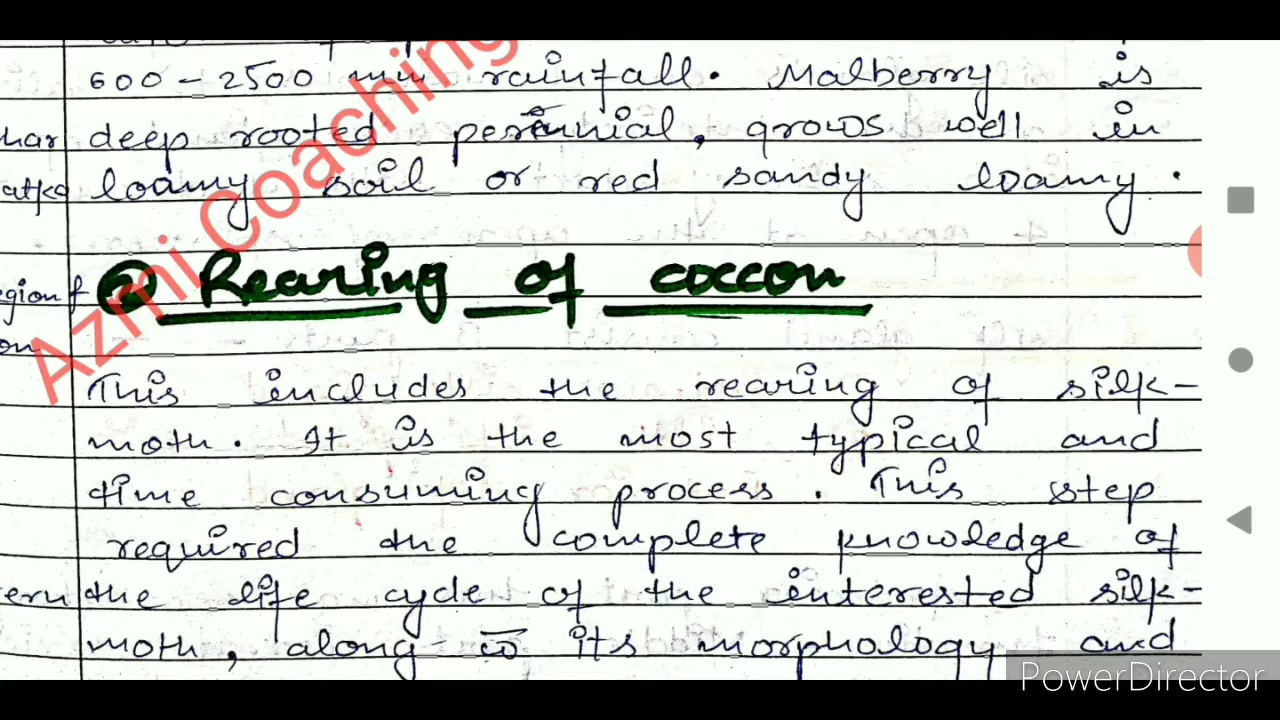 600 - 2500 mm rainfall. Malberry is
deep rooted perennial, grows well in
loamy soil or red sandy loamy.
② Rearing of coccon
This includes the rearing of silk-
moth. It is the most typical and
time consuming process. This step
required the complete knowledge of
the life cycle of the interested silk-
moth, along w its morphology and
Azmi Coaching
PowerDirector